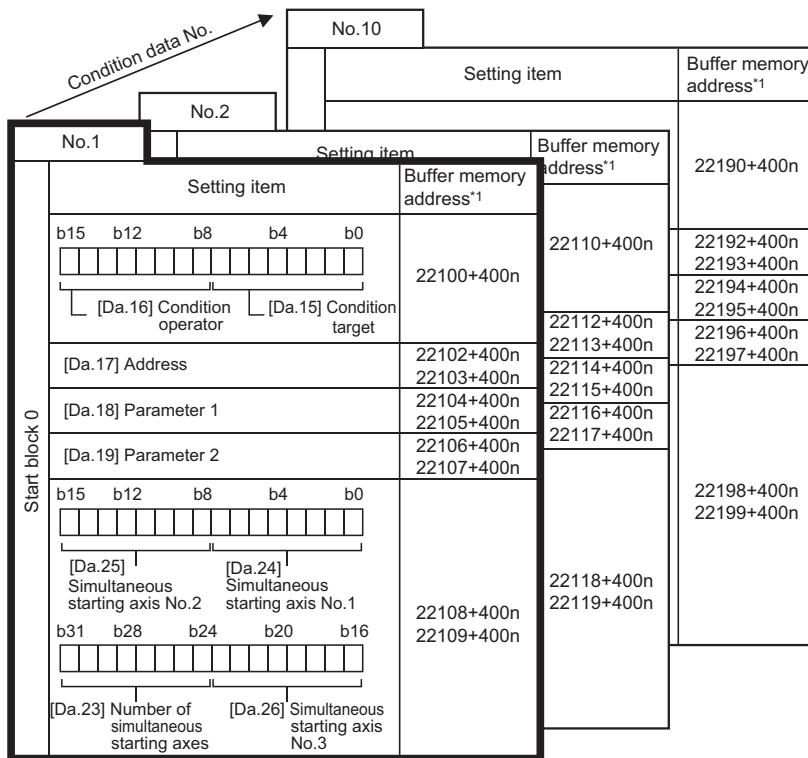 Condition data No.
No.10
Setting item
Buffer memory
address*1
22190+400n
22192+400n
22193+400n
22194+400n
22195+400n
22196+400n
22197+400n
22198+400n
22199+400n
No.2
Setting item
Buffer memory
address*1
22110+400n
22112+400n
22113+400n
22114+400n
22115+400n
22116+400n
22117+400n
22118+400n
22119+400n
No.1
Start block 0
Setting item
Buffer memory
address*1
b15 b12 b8 b4 b0
[Da.16] Condition
operator
[Da.15] Condition
target
22100+400n
[Da.17] Address
22102+400n
22103+400n
[Da.18] Parameter 1
22104+400n
22105+400n
[Da.19] Parameter 2
22106+400n
22107+400n
b15 b12 b8 b4 b0
[Da.25]
Simultaneous
starting axis No.2
[Da.24]
Simultaneous
starting axis No.1
b31 b28 b24 b20 b16
[Da.23] Number of
simultaneous
starting axes
[Da.26] Simultaneous
starting axis
No.3
22108+400n
22109+400n